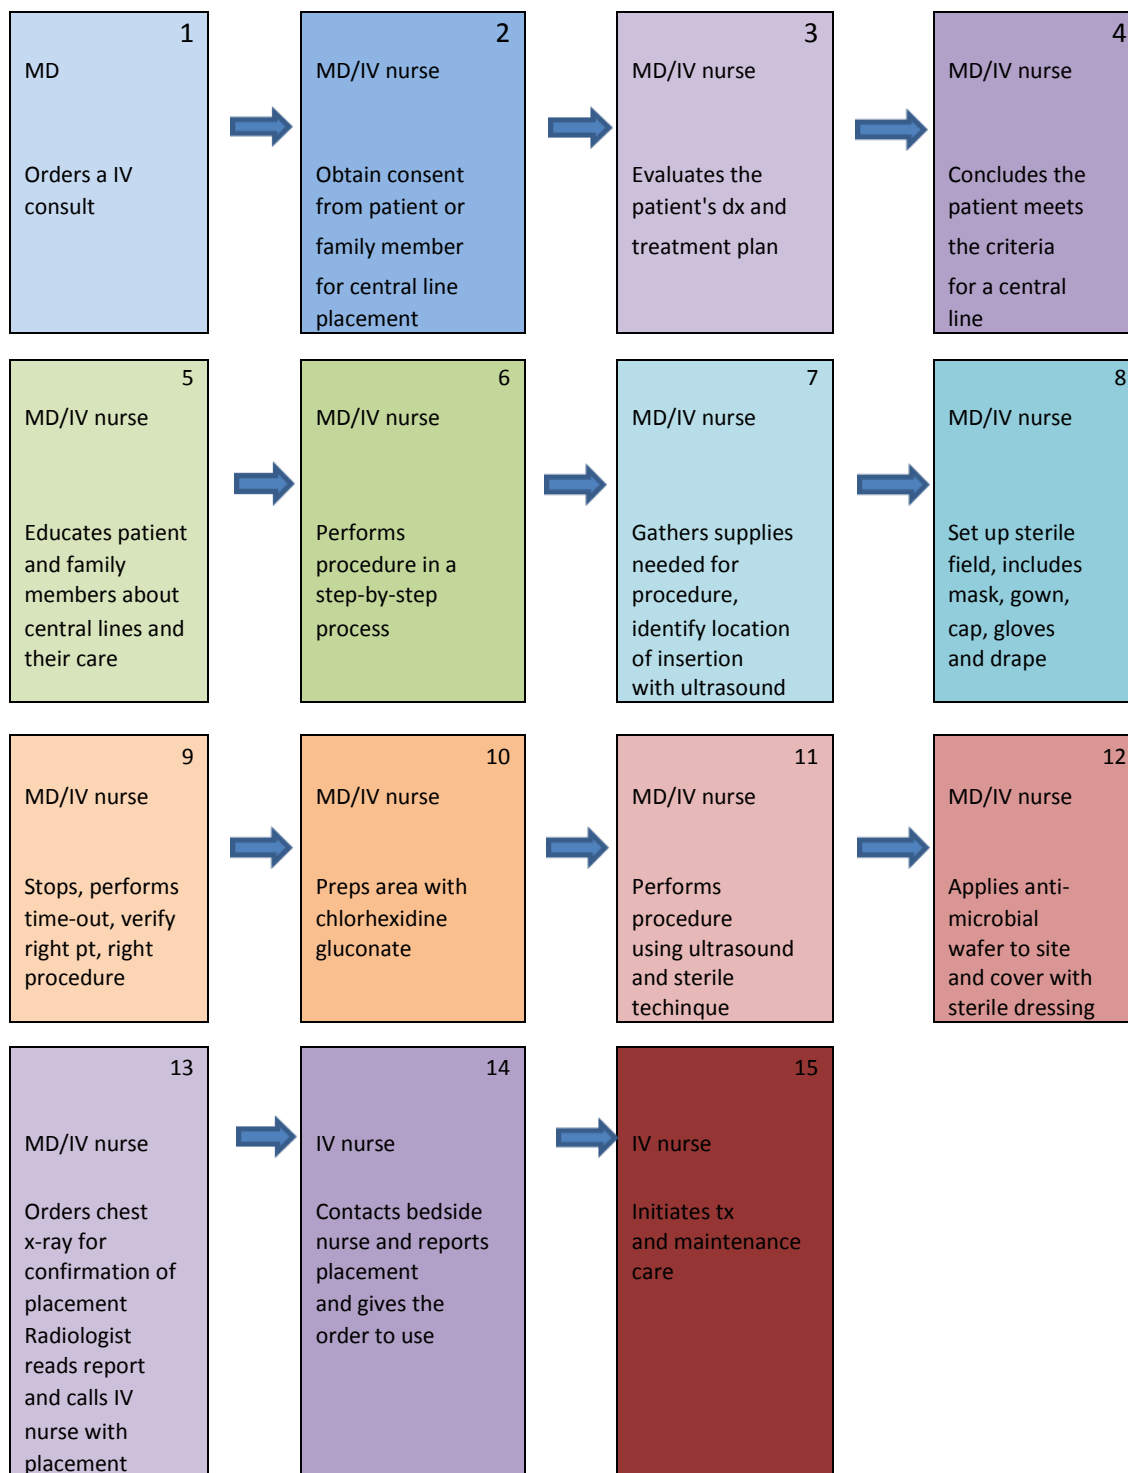 1
MD
Orders a IV
consult
2
MD/IV nurse
Obtain consent
from patient or
family member
for central line
placement
3
MD/IV nurse
Evaluates the
patient's dx and
treatment plan
4
MD/IV nurse
Concludes the
patient meets
the criteria
for a central
line
5
MD/IV nurse
Educates patient
and family
members about
central lines and
their care
6
MD/IV nurse
Performs
procedure in a
step-by-step
process
7
MD/IV nurse
Gathers supplies
needed for
procedure,
identify location
of insertion
with ultrasound
8
MD/IV nurse
Set up sterile
field, includes
mask, gown,
cap, gloves
and drape
9
MD/IV nurse
Stops, performs
time-out, verify
right pt, right
procedure
10
MD/IV nurse
Preps area with
chlorhexidine
gluconate
11
MD/IV nurse
Performs
procedure
using ultrasound
and sterile
techinque
12
MD/IV nurse
Applies anti-
microbial
wafer to site
and cover with
sterile dressing
13
MD/IV nurse
Orders chest
x-ray for
confirmation of
placement
Radiologist
reads report
and calls IV
nurse with
placement
14
IV nurse
Contacts bedside
nurse and reports
placement
and gives the
order to use
15
IV nurse
Initiates tx
and maintenance
care